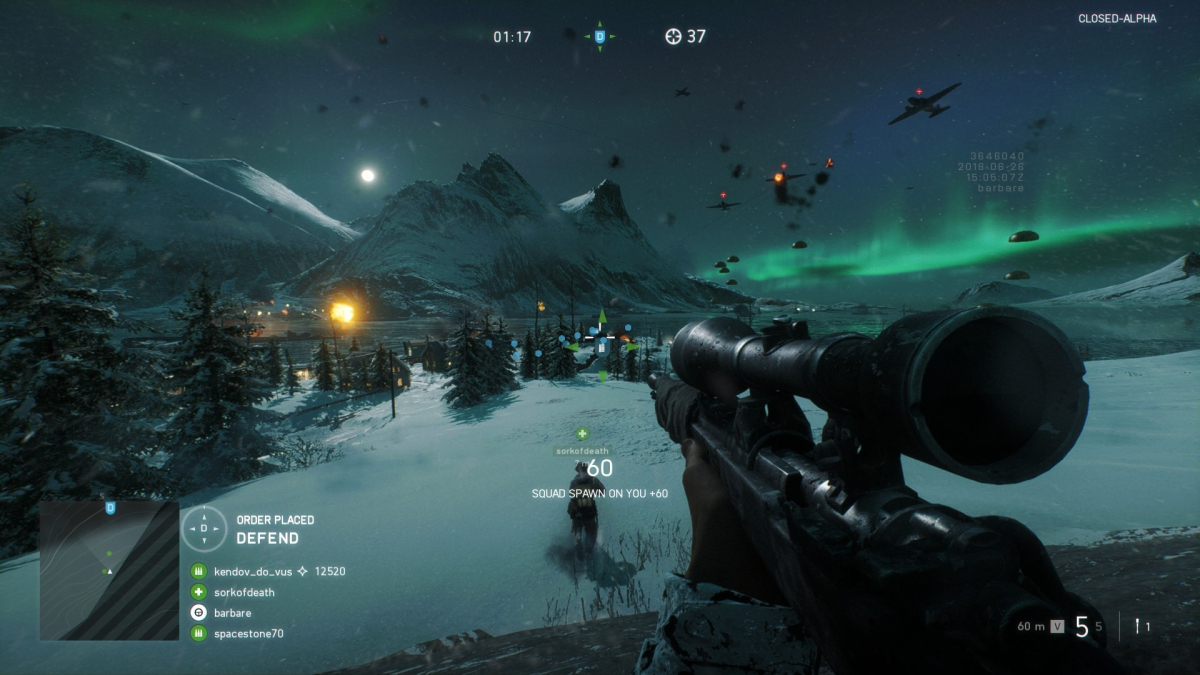 CLOSED-ALPHA
01:17
D
37
3646040
2018-06-26
15:05:07Z
barbare
sorkofdeath
60
SQUAD SPAWN ON YOU +60
D
D
ORDER PLACED
DEFEND
kendov_do_vus 12520
sorkofdeath
barbare
spacestone70
60 m V 5 5 1